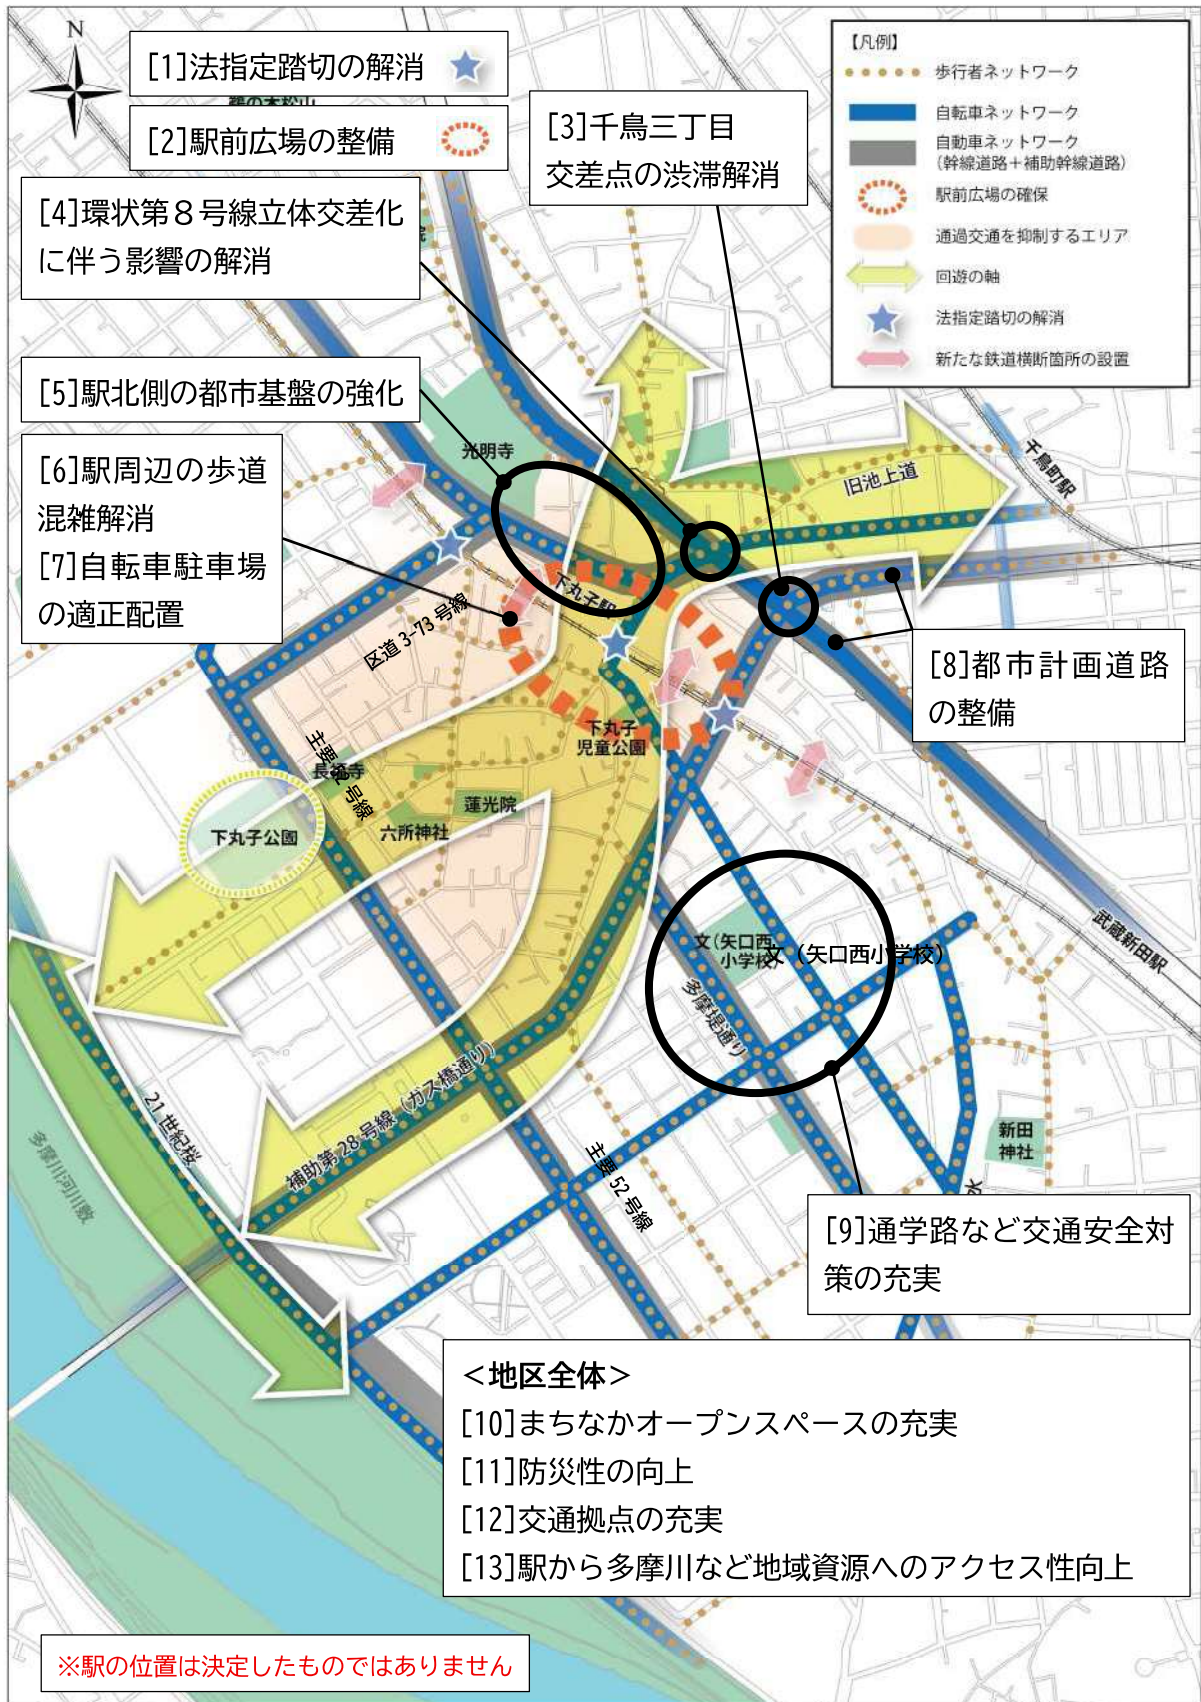 N
[1]法指定踏切の解消
鵜の木松山
[2]駅前広場の整備
[3]千鳥三丁目
交差点の渋滞解消
[4]環状第８号線立体交差化
に伴う影響の解消
[5]駅北側の都市基盤の強化
[6]駅周辺の歩道
混雑解消
[7]自転車駐車場
の適正配置
【凡例】
歩行者ネットワーク
自転車ネットワーク
自動車ネットワーク
(幹線道路＋補助幹線道路)
駅前広場の確保
通過交通を抑制するエリア
回遊の軸
法指定踏切の解消
新たな鉄道横断箇所の設置
院
光明寺
旧池上道
千鳥町駅
下丸子駅
区道3-73号線
[8]都市計画道路
の整備
下丸子
児童公園
長福寺
主要 号線
蓮光院
六所神社
下丸子公園
文(矢口西
小学校)
文（矢口西小学校）
武蔵新田駅
多摩堤通り
補助第28号線（ガス橋通り）
21世紀桜
多摩川河川敷
主要52号線
新田
神社
水
[9]通学路など交通安全対
策の充実
＜地区全体＞
[10]まちなかオープンスペースの充実
[11]防災性の向上
[12]交通拠点の充実
[13]駅から多摩川など地域資源へのアクセス性向上
※駅の位置は決定したものではありません